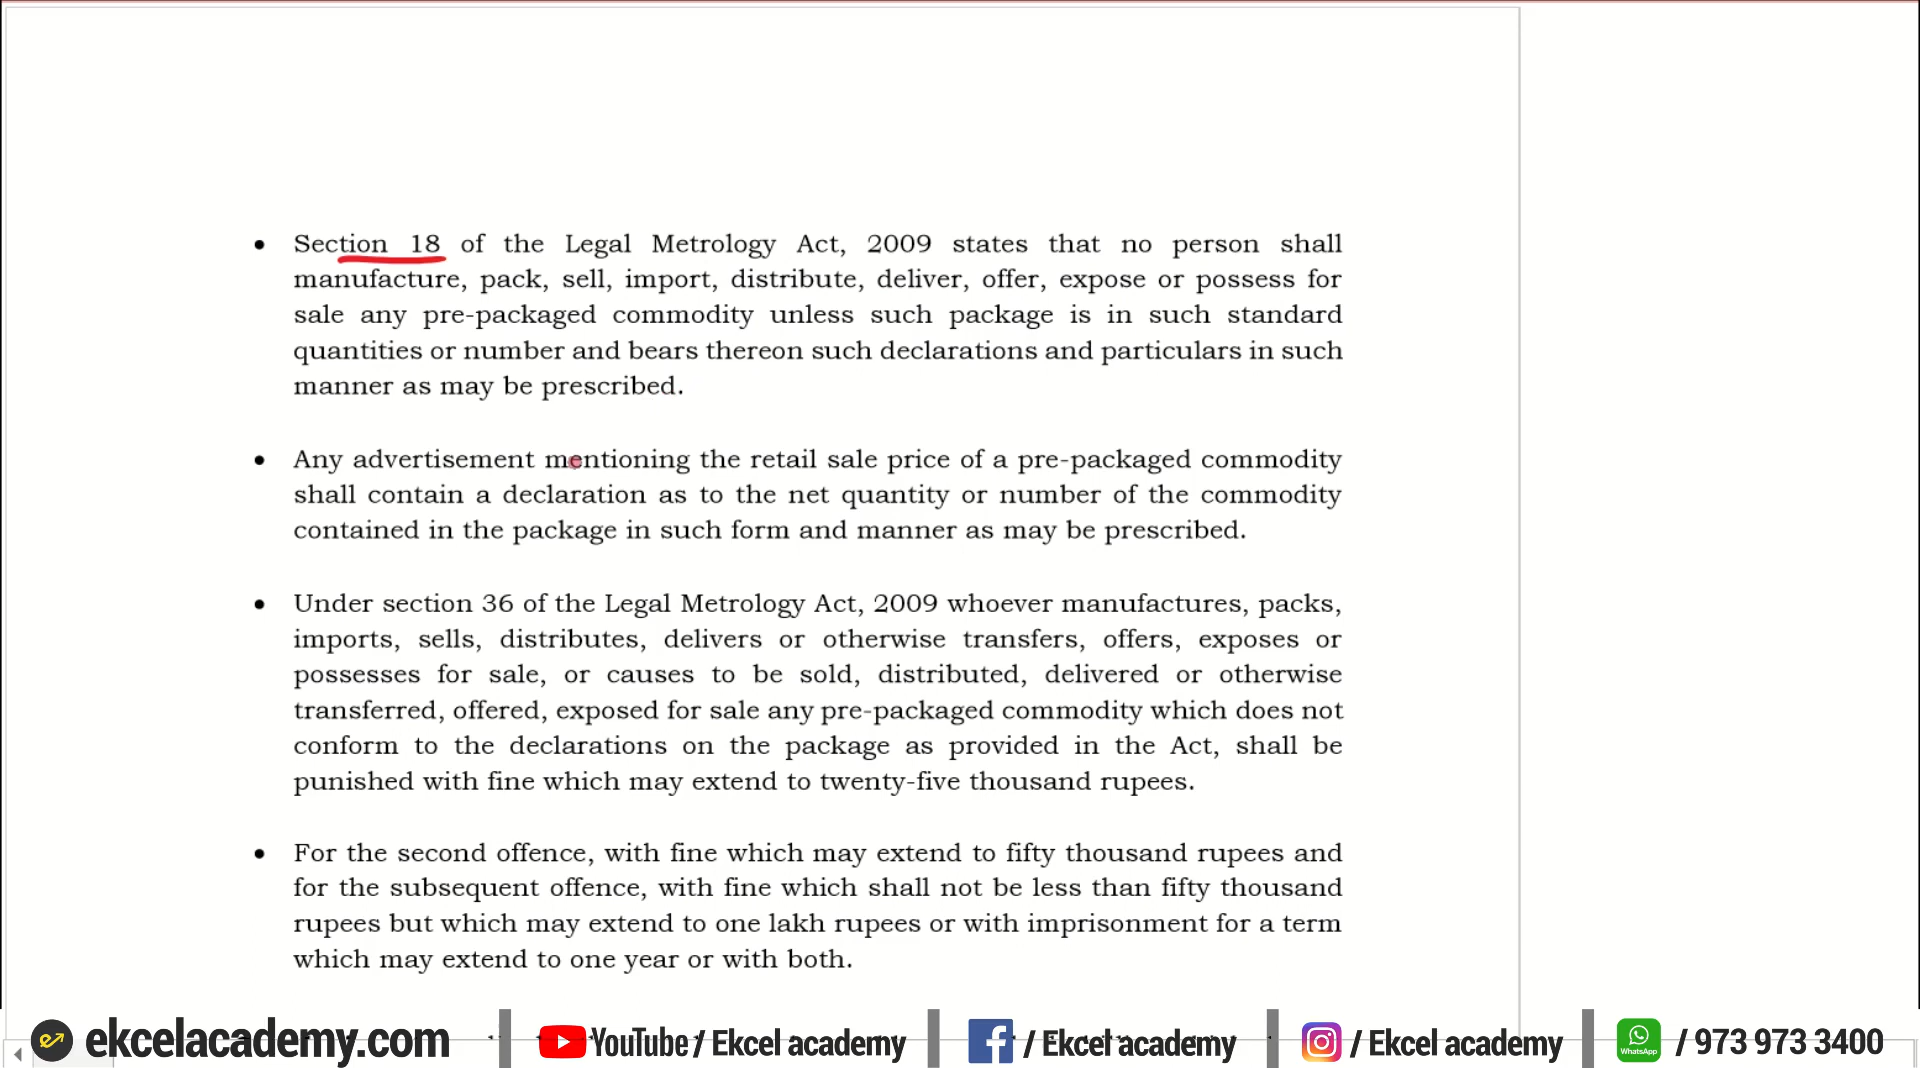 • Section 18 of the Legal Metrology Act, 2009 states that no person shall
manufacture, pack, sell, import, distribute, deliver, offer, expose or possess for
sale any pre-packaged commodity unless such package is in such standard
quantities or number and bears thereon such declarations and particulars in such
manner as may be prescribed.
• Any advertisement mentioning the retail sale price of a pre-packaged commodity
shall contain a declaration as to the net quantity or number of the commodity
contained in the package in such form and manner as may be prescribed.
• Under section 36 of the Legal Metrology Act, 2009 whoever manufactures, packs,
imports, sells, distributes, delivers or otherwise transfers, offers, exposes or
possesses for sale, or causes to be sold, distributed, delivered or otherwise
transferred, offered, exposed for sale any pre-packaged commodity which does not
conform to the declarations on the package as provided in the Act, shall be
punished with fine which may extend to twenty-five thousand rupees.
• For the second offence, with fine which may extend to fifty thousand rupees and
for the subsequent offence, with fine which shall not be less than fifty thousand
rupees but which may extend to one lakh rupees or with imprisonment for a term
which may extend to one year or with both.
ekcelacademy.com YouTube / Ekcel academy / Ekcel academy / Ekcel academy WhatsApp / 973 973 3400